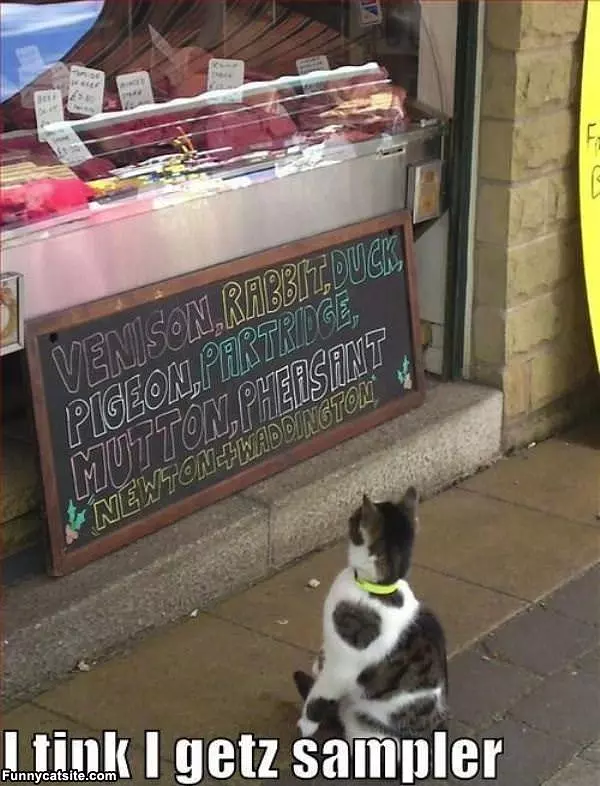 VENISON, RABBIT, DUCK,
PIGEON, PARTRIDGE,
MUTTON, PHEASANT
NEWTON + WADDINGTON
I tink I getz sampler
Funnycatsite.com